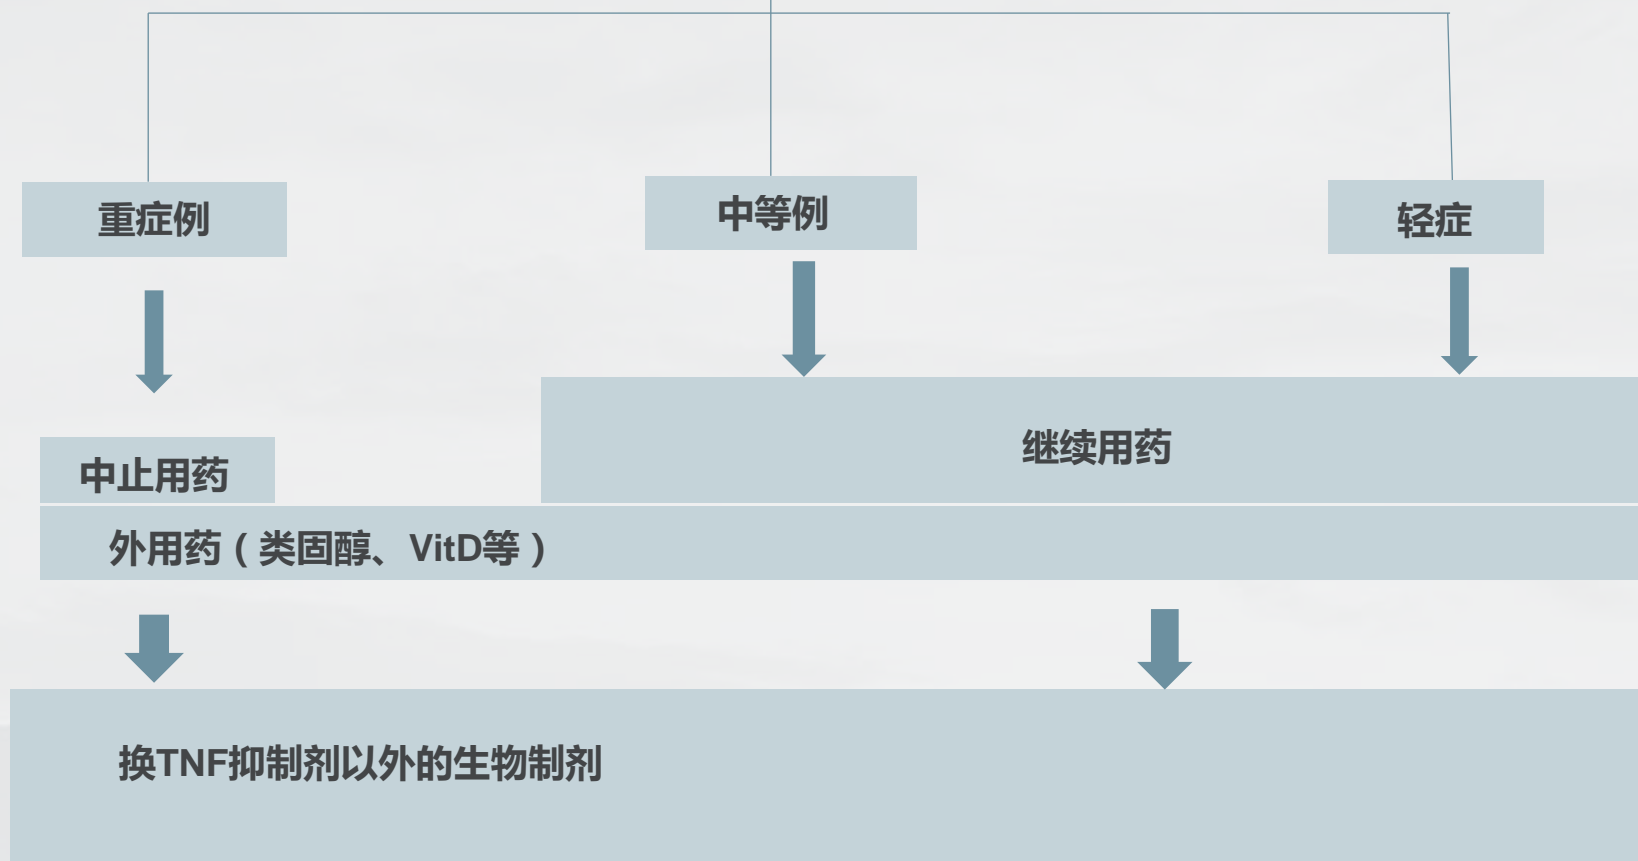 重症例
中等例
轻症
继续用药
中止用药
外用药（类固醇、VitD等）
换TNF抑制剂以外的生物制剂